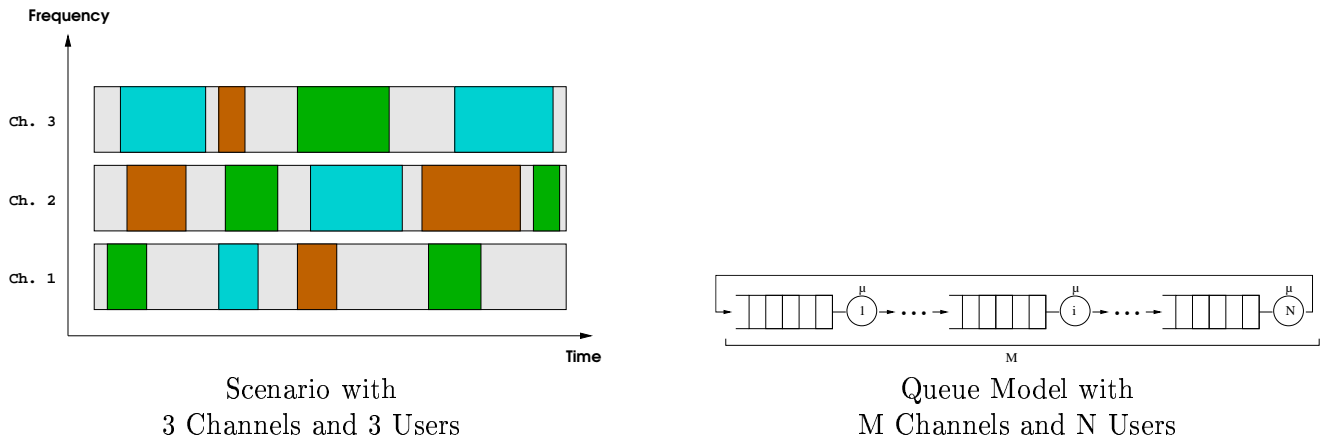 Frequency
Ch. 3
Ch. 2
Ch. 1
Time
Scenario with
3 Channels and 3 Users
μ μ μ
1 ... i ... N
M
Queue Model with
M Channels and N Users